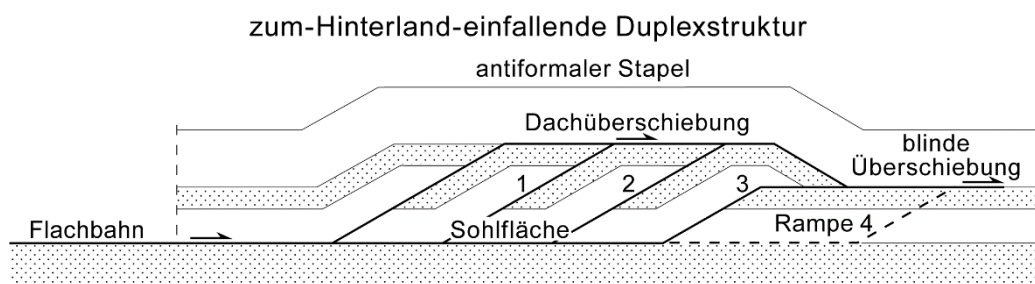 zum-Hinterland-einfallende Duplexstruktur
antiformaler Stapel
Dachüberschiebung
blinde
Überschiebung
1
2
3
Flachbahn
Sohlfläche
Rampe 4